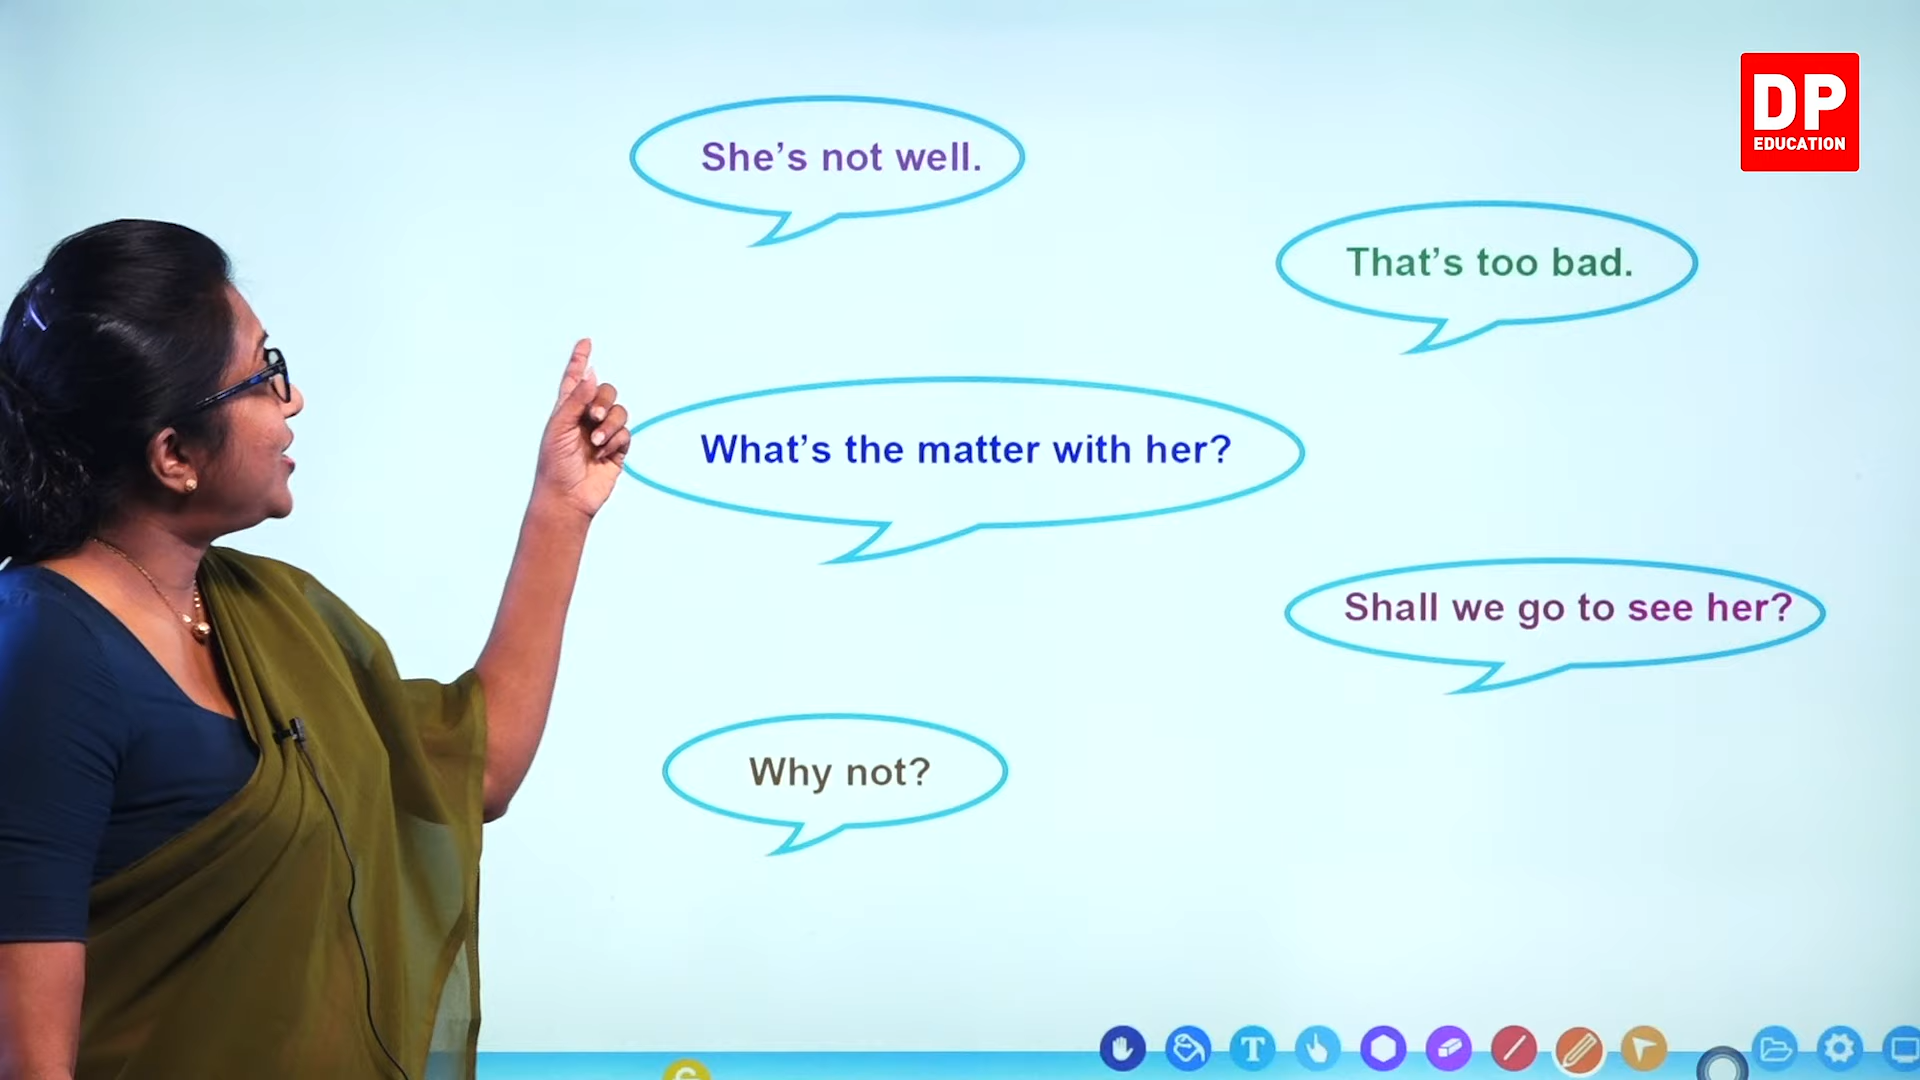 DP
EDUCATION
She's not well.
That's too bad.
What's the matter with her?
Shall we go to see her?
Why not?